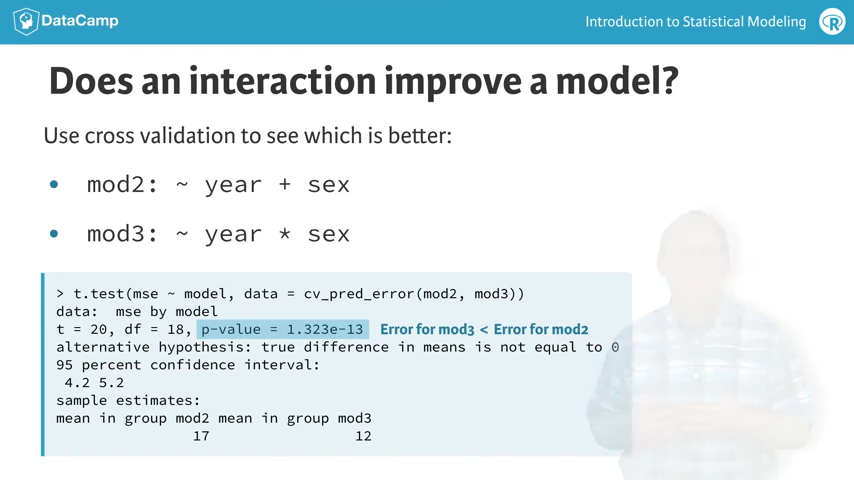 DataCamp
Introduction to Statistical Modeling
R
Does an interaction improve a model?
Use cross validation to see which is better:
• mod2: ~ year + sex
• mod3: ~ year * sex
> t.test(mse ~ model, data = cv_pred_error(mod2, mod3))
data:  mse by model
t = 20, df = 18, p-value = 1.323e-13 Error for mod3 < Error for mod2
alternative hypothesis: true difference in means is not equal to 0
95 percent confidence interval:
 4.2 5.2
sample estimates:
mean in group mod2 mean in group mod3
                17                 12